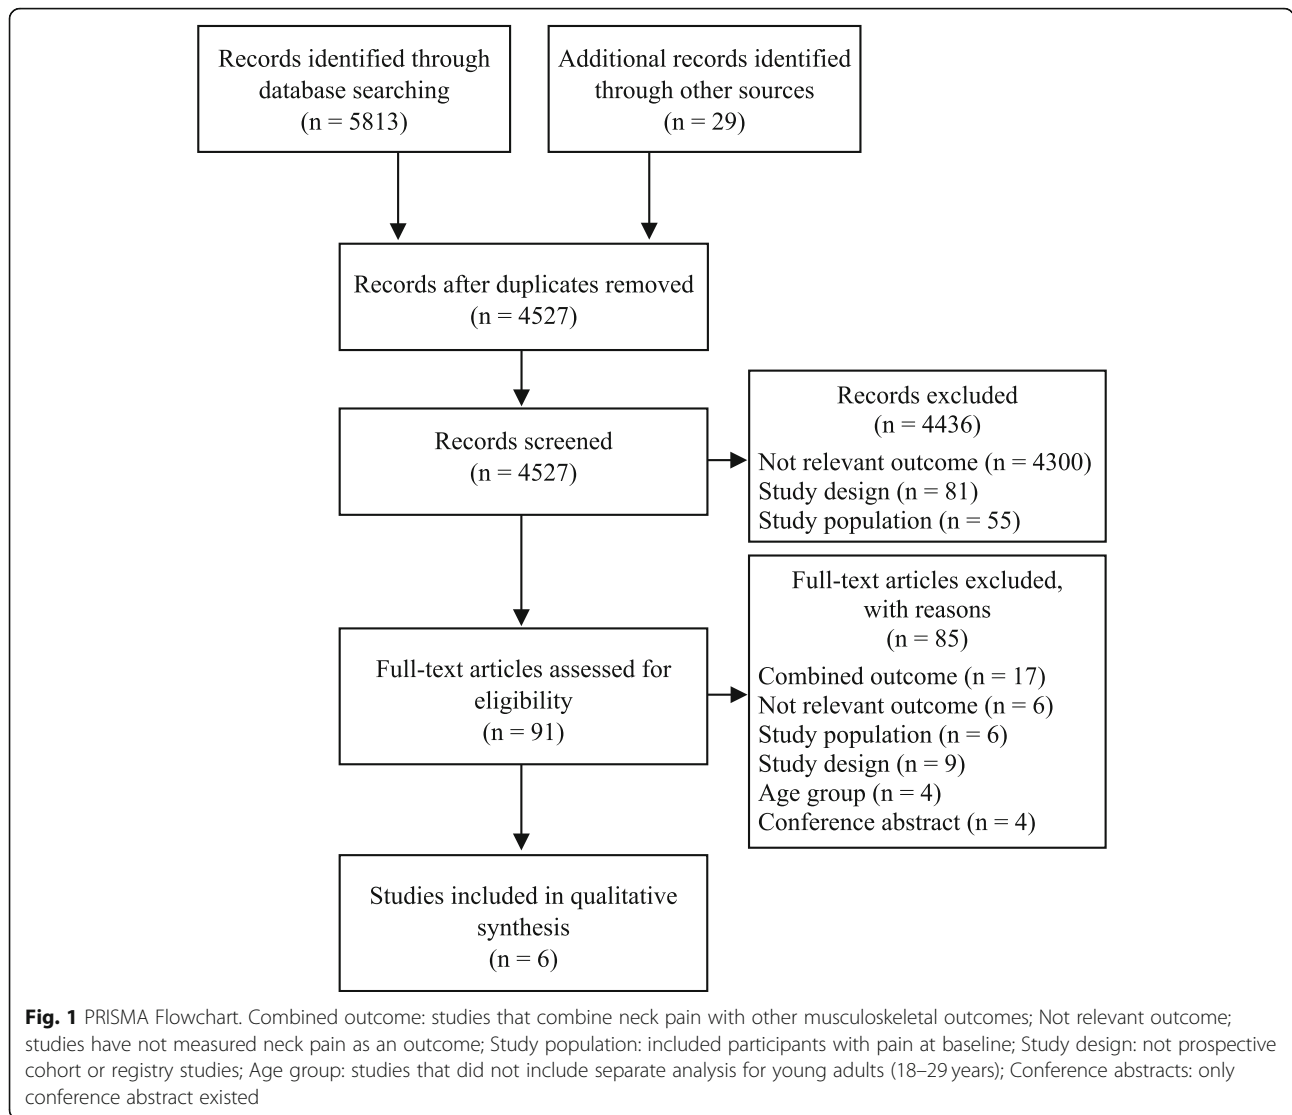 Records identified through
database searching
(n = 5813)
Additional records identified
through other sources
(n = 29)
Records after duplicates removed
(n = 4527)
Records screened
(n = 4527)
Records excluded
(n = 4436)
Not relevant outcome (n = 4300)
Study design (n = 81)
Study population (n = 55)
Full-text articles assessed for
eligibility
(n = 91)
Full-text articles excluded,
with reasons
(n = 85)
Combined outcome (n = 17)
Not relevant outcome (n = 6)
Study population (n = 6)
Study design (n = 9)
Age group (n = 4)
Conference abstract (n = 4)
Studies included in qualitative
synthesis
(n = 6)
Fig. 1 PRISMA Flowchart. Combined outcome: studies that combine neck pain with other musculoskeletal outcomes; Not relevant outcome;
studies have not measured neck pain as an outcome; Study population: included participants with pain at baseline; Study design: not prospective
cohort or registry studies; Age group: studies that did not include separate analysis for young adults (18–29 years); Conference abstracts: only
conference abstract existed